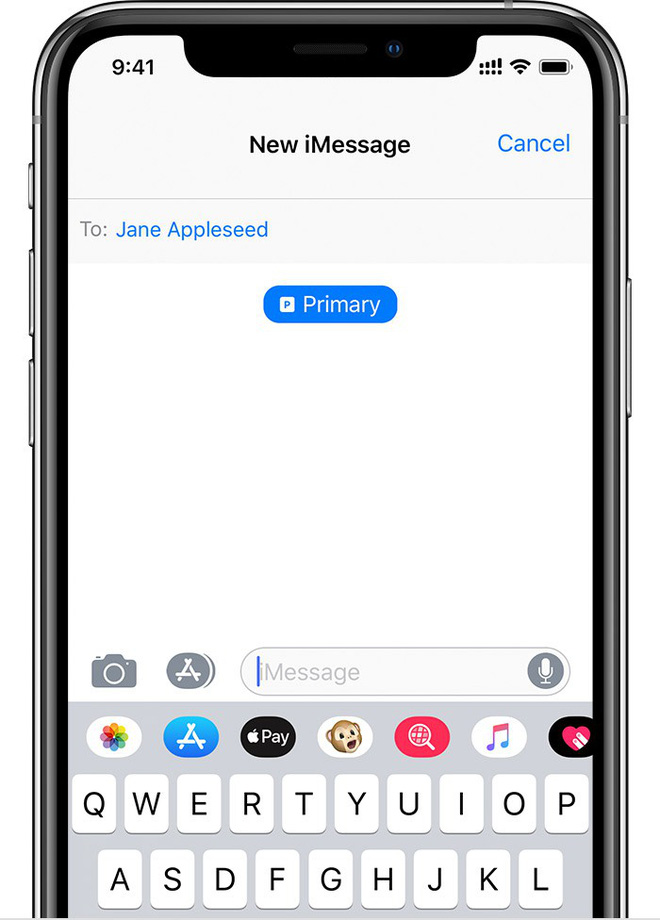 9:41
New iMessage Cancel
To: Jane Appleseed
P Primary
iMessage
Pay
Q W E R T Y U I O P
A S D F G H J K L